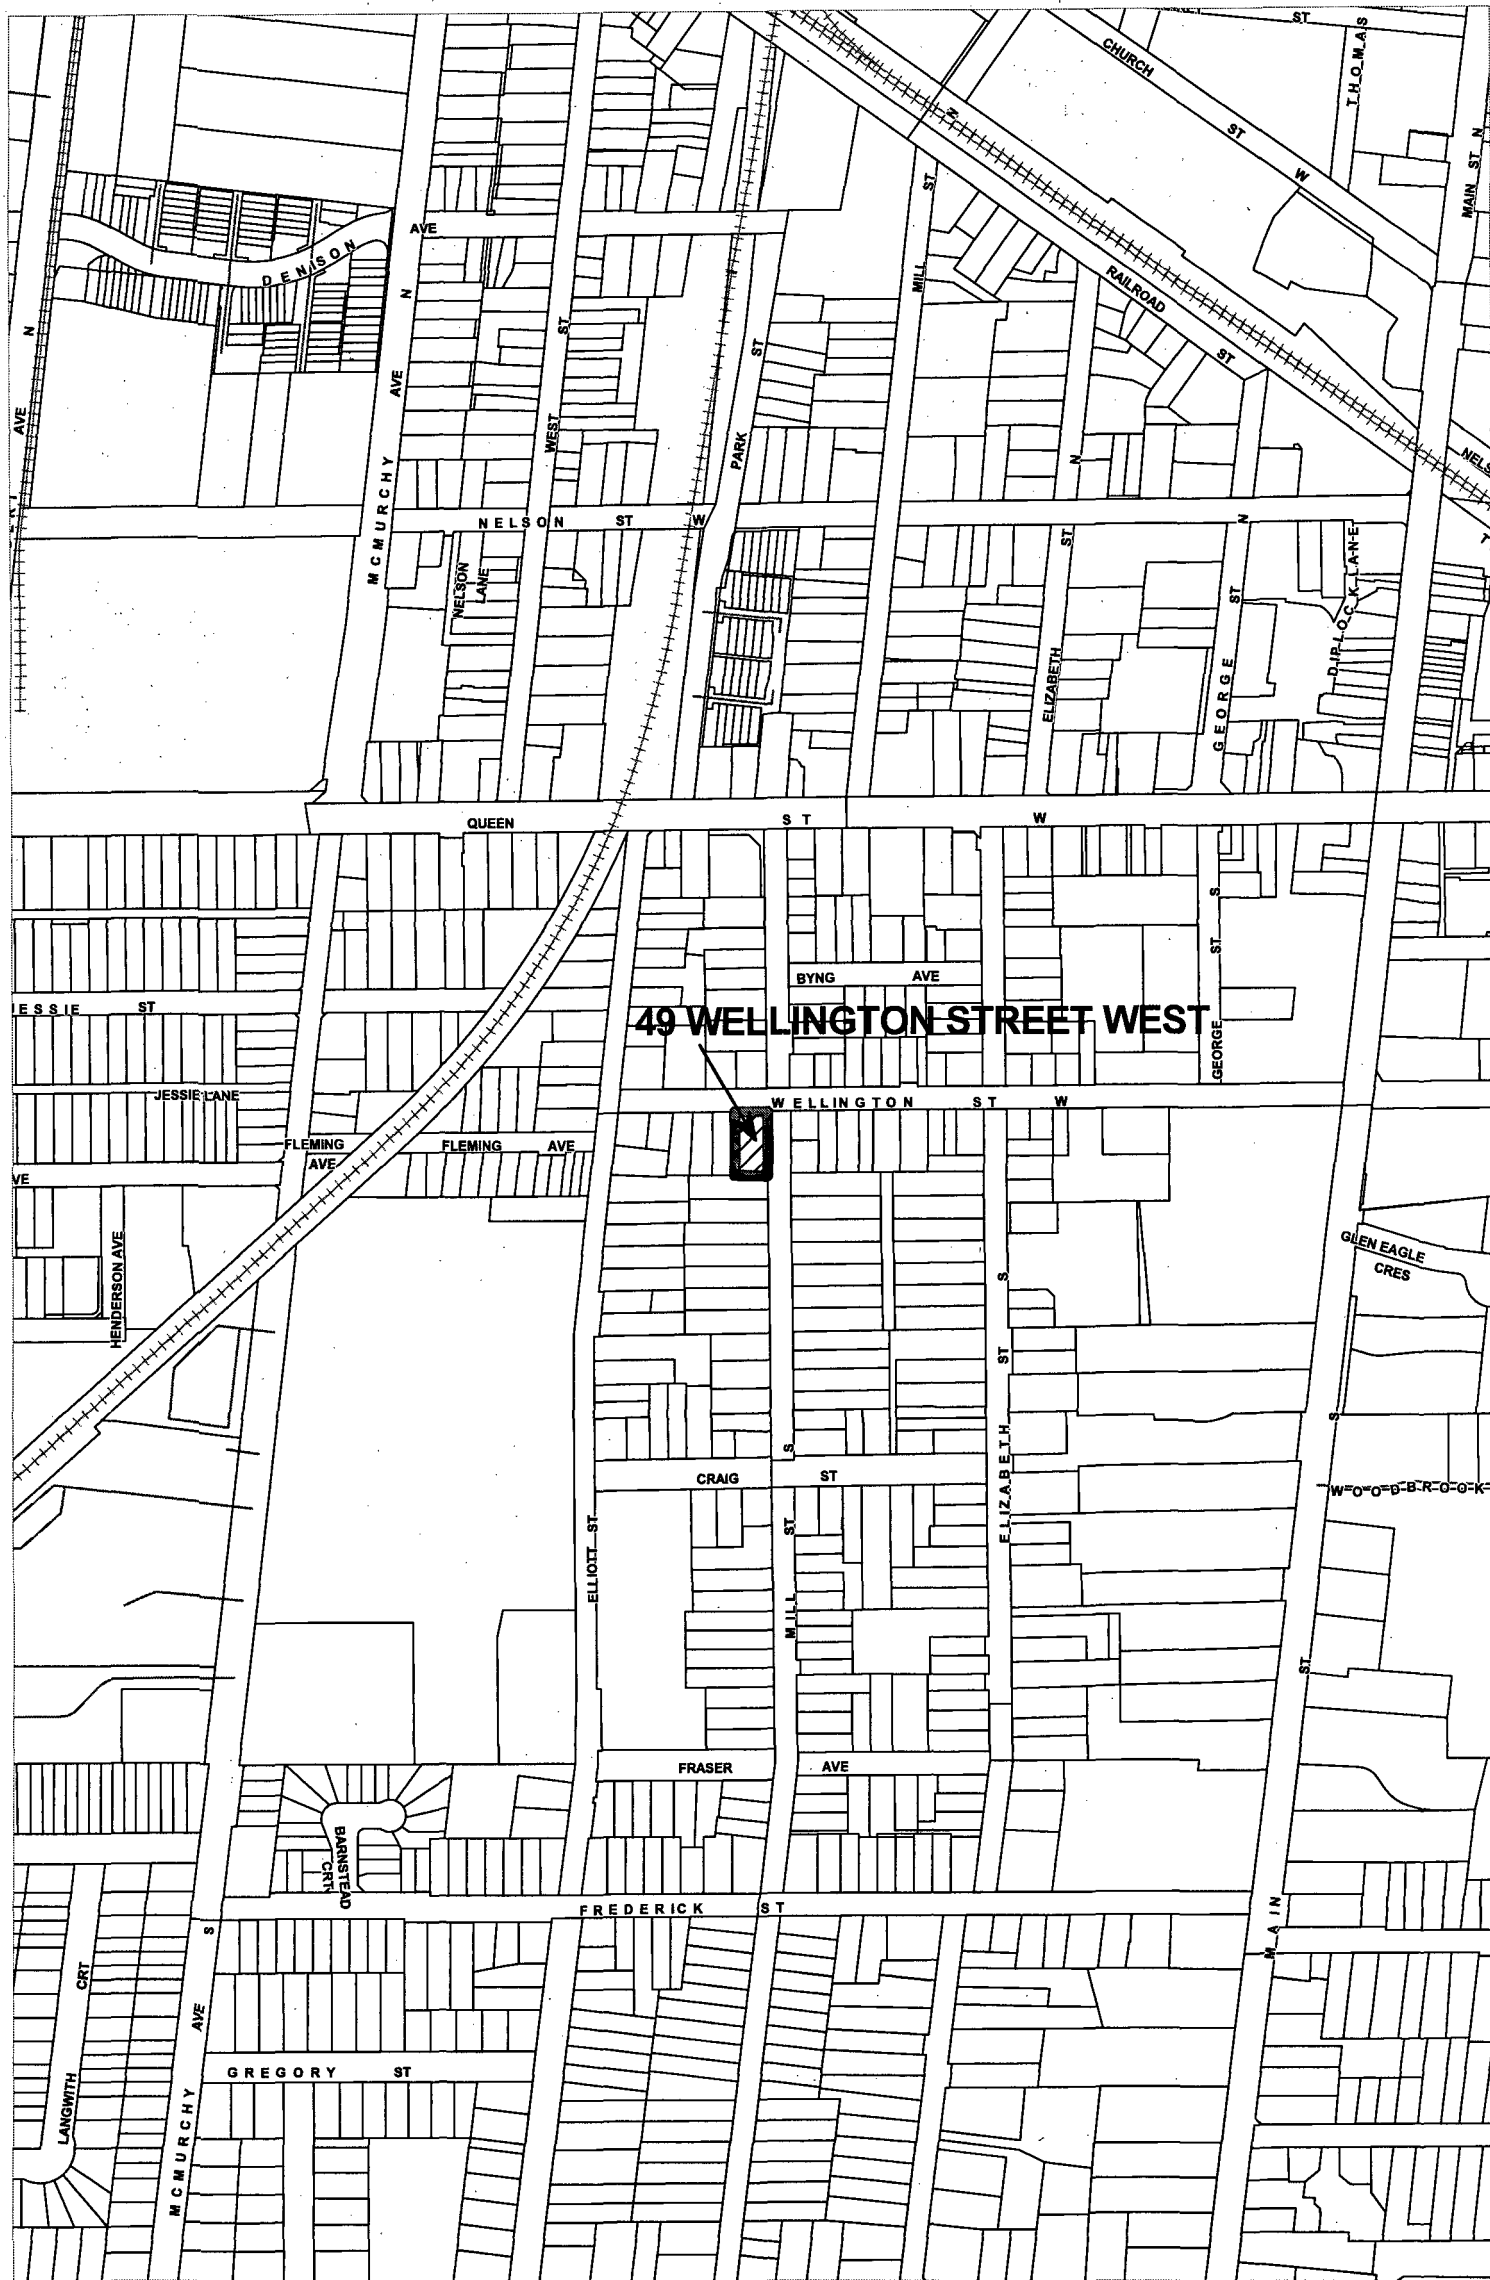 ST
THOMAS
CHURCH
ST
W
MAIN ST N
N
AVE
DENISON
N
AVE
ST
MILL
RAILROAD
ST
N
AVE
MCMURCHY
AVE
N
ST
WEST
ST
PARK
N
NELSON ST W
NELSON
LANE
ST
ELIZABETH
N
ST
GEORGE
DIPLOCK LANE
QUEEN ST W
S
ST
GEORGE
BYNG AVE
JESSIE ST
49 WELLINGTON STREET WEST
JESSIE LANE
WELLINGTON ST W
FLEMING
AVE
FLEMING AVE
HENDERSON AVE
GLEN EAGLE
CRES
S
ST
ELIZABETH
S
CRAIG ST
S
ST
MILL
WOODBROOK
ELLIOTT ST
ST
FRASER AVE
BARNSTEAD
CRT
FREDERICK ST
MAIN
S
AVE
MCMURCHY
CRT
LANGWITH
GREGORY ST